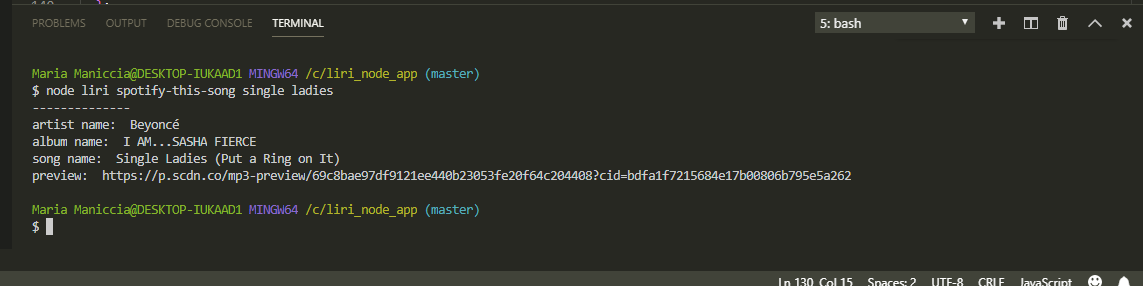 PROBLEMS OUTPUT DEBUG CONSOLE TERMINAL 5: bash
Maria Maniccia@DESKTOP-IUKAAD1 MINGW64 /c/liri_node_app (master)
$ node liri spotify-this-song single ladies
--------------
artist name:  Beyoncé
album name:  I AM...SASHA FIERCE
song name:  Single Ladies (Put a Ring on It)
preview:  https://p.scdn.co/mp3-preview/69c8bae97df9121ee440b23053fe20f64c204408?cid=bdfa1f7215684e17b00806b795e5a262
Maria Maniccia@DESKTOP-IUKAAD1 MINGW64 /c/liri_node_app (master)
$
Ln 130, Col 15 Spaces: 2 UTF-8 CRLF JavaScript